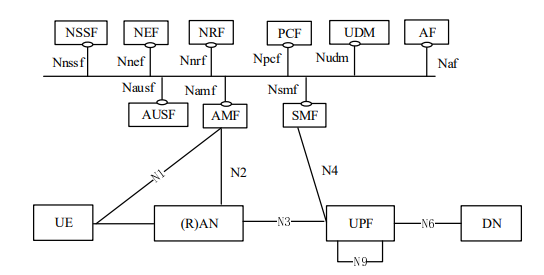 NSSF NEF NRF PCF UDM AF
Nnssf Nnef Nnrf Npcf Nudm Naf
Nausf Namf Nsmf
AUSF AMF SMF
N1 N2 N4
UE (R)AN N3 UPF N6 DN
N9